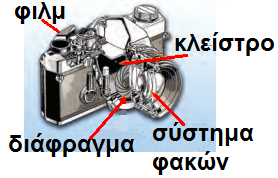 φιλμ
κλείστρο
διάφραγμα
σύστημα
φακών